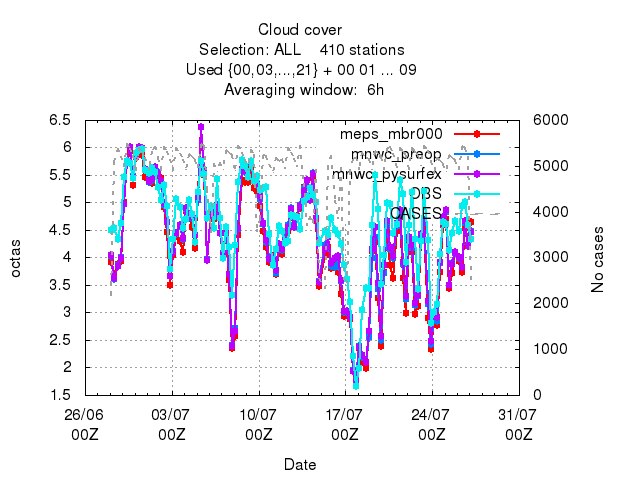 Cloud cover
Selection: ALL    410 stations
Used {00,03,...,21} + 00 01 ... 09
Averaging window:  6h
6.5
6
5.5
5
4.5
4
3.5
3
2.5
2
1.5
octas
6000
5000
4000
3000
2000
1000
0
No cases
meps_mbr000
mnwc_preop
mnwc_pysurfex
OBS
CASES
26/06 03/07 10/07 17/07 24/07 31/07
00Z 00Z 00Z 00Z 00Z 00Z
Date